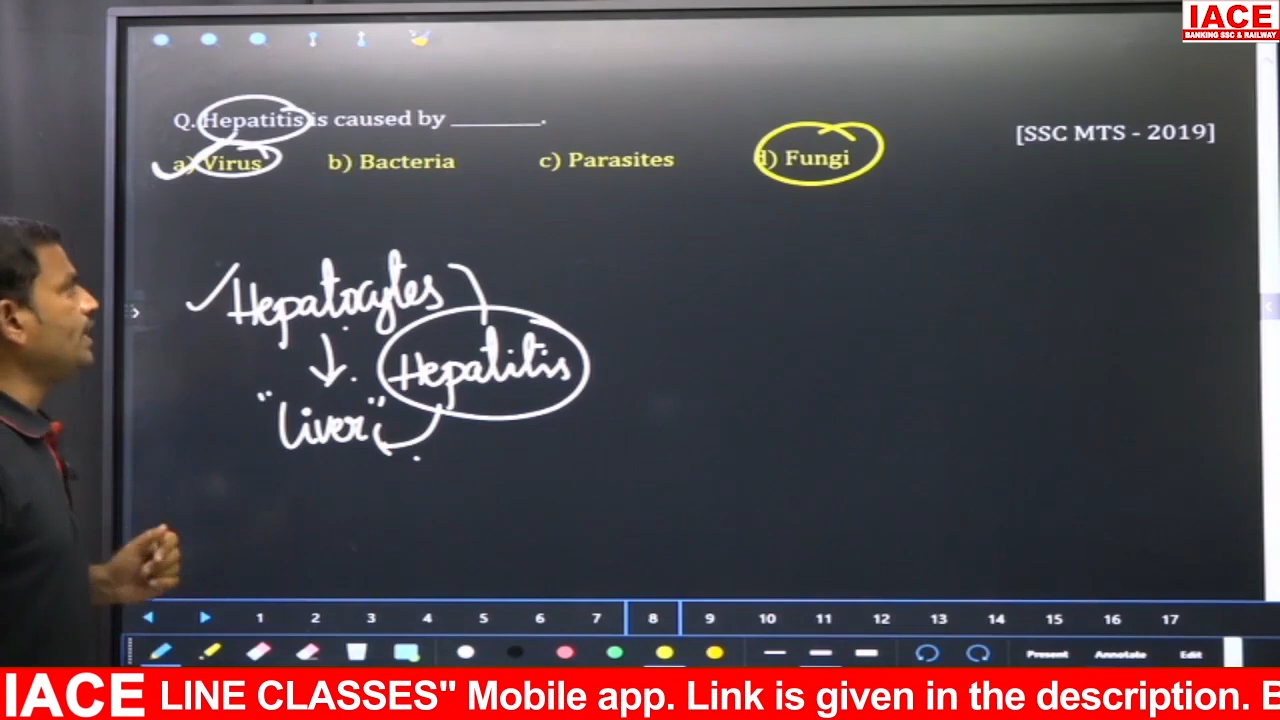 IACE
BANKING SSC & RAILWAY
Q. Hepatitis is caused by ________.
[SSC MTS - 2019]
a) Virus b) Bacteria c) Parasites d) Fungi
Hepatocytes
Hepatitis
"Liver"
1 2 3 4 5 6 7 8 9 10 11 12 13 14 15 16 17
Present Annotate Edit
IACE LINE CLASSES" Mobile app. Link is given in the description. B